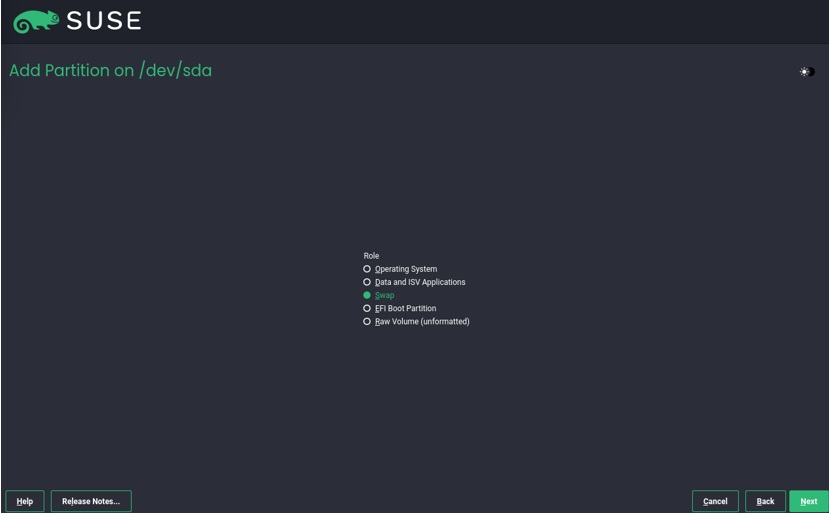 SUSE
Add Partition on /dev/sda
Role
Operating System
Data and ISV Applications
Swap
EFI Boot Partition
Raw Volume (unformatted)
Help Release Notes... Cancel Back Next